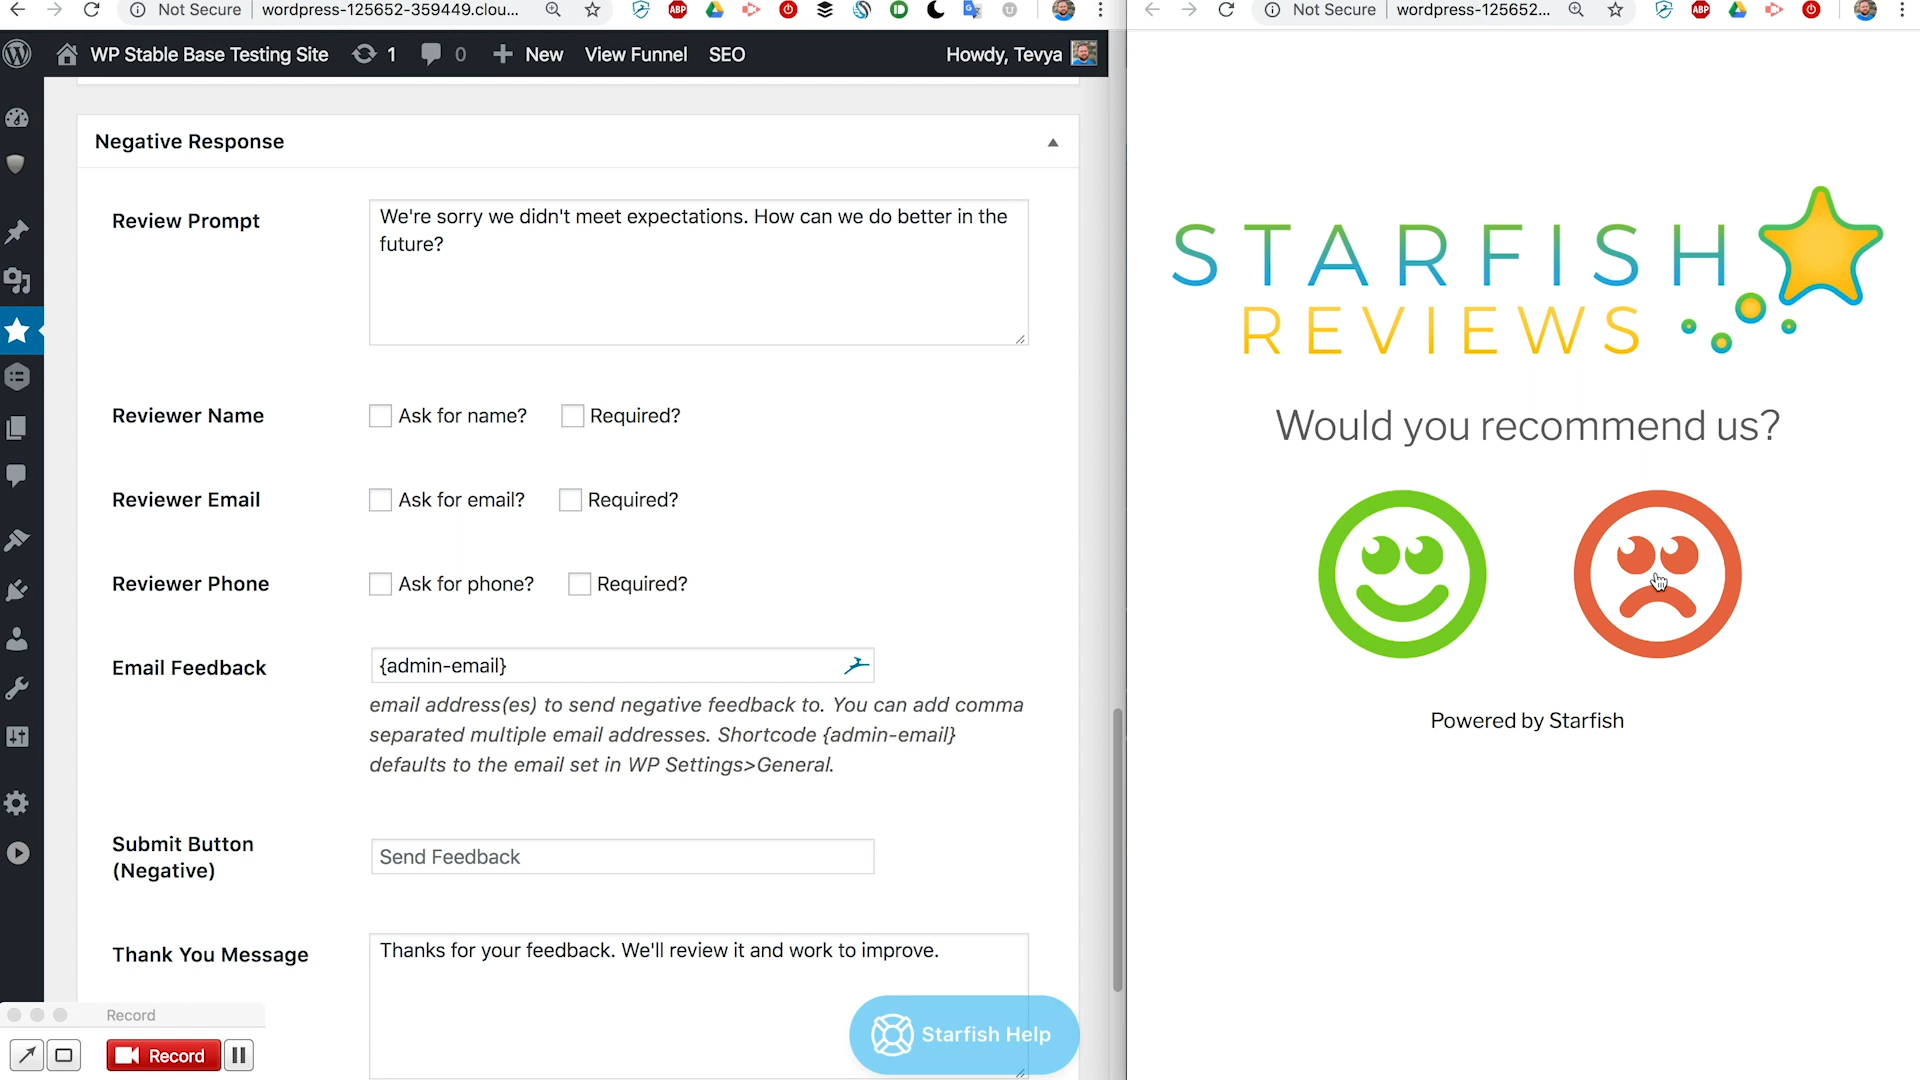 Not Secure
wordpress-125652-359449.clou...
ABP
Not Secure
wordpress-125652...
ABP
WP Stable Base Testing Site
1
0
New
View Funnel
SEO
Howdy, Tevya
Negative Response
Review Prompt
We're sorry we didn't meet expectations. How can we do better in the
future?
Reviewer Name
Ask for name?
Required?
Reviewer Email
Ask for email?
Required?
Reviewer Phone
Ask for phone?
Required?
Email Feedback
{admin-email}
email address(es) to send negative feedback to. You can add comma
separated multiple email addresses. Shortcode {admin-email}
defaults to the email set in WP Settings>General.
Submit Button
(Negative)
Send Feedback
Thank You Message
Thanks for your feedback. We'll review it and work to improve.
Starfish Help
Record
Record
STARFISH
REVIEWS
Would you recommend us?
Powered by Starfish